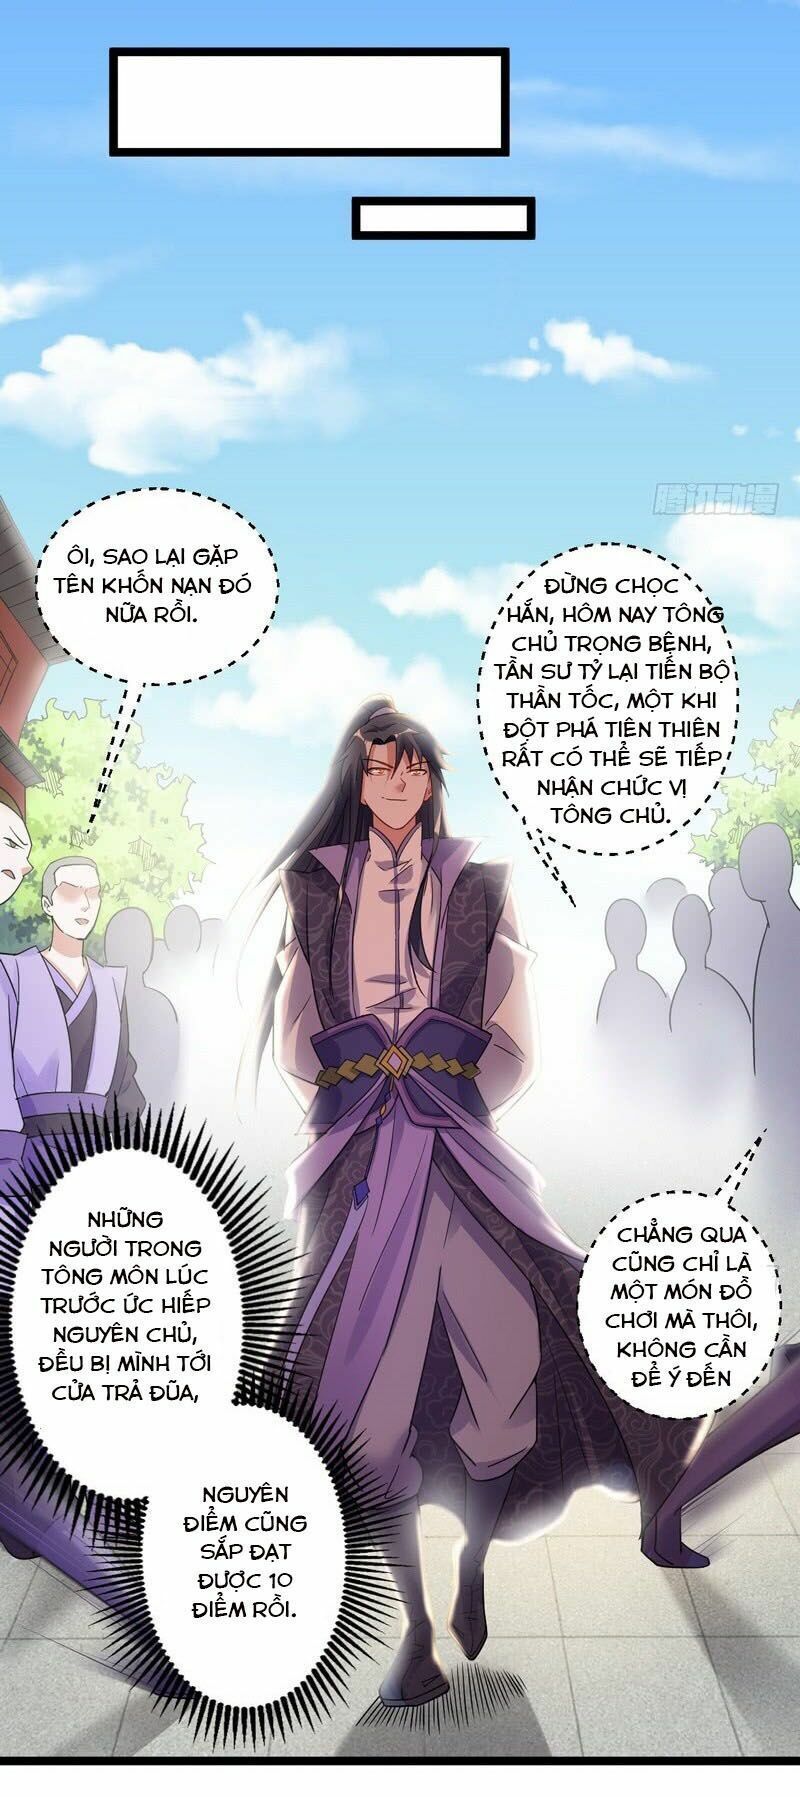 腾讯动漫
ÔI, SAO LẠI GẶP
TÊN KHỐN NẠN ĐÓ
NỮA RỒI.
ĐỪNG CHỌC
HẮN, HÔM NAY TÔNG
CHỦ TRỌNG BỆNH,
TẦN SƯ TỶ LẠI TIẾN BỘ
THẦN TỐC, MỘT KHI
ĐỘT PHÁ TIÊN THIÊN
RẤT CÓ THỂ SẼ TIẾP
NHẬN CHỨC VỊ
TÔNG CHỦ.
NHỮNG
NGƯỜI TRONG
TÔNG MÔN LÚC
TRƯỚC ỨC HIẾP
NGUYÊN CHỦ,
ĐỀU BỊ MÌNH TỚI
CỬA TRẢ ĐŨA,
CHẲNG QUA
CŨNG CHỈ LÀ
MỘT MÓN ĐỒ
CHƠI MÀ THÔI,
KHÔNG CẦN
ĐỂ Ý ĐẾN
NGUYÊN
ĐIỂM CŨNG
SẮP ĐẠT
ĐƯỢC 10
ĐIỂM RỒI.